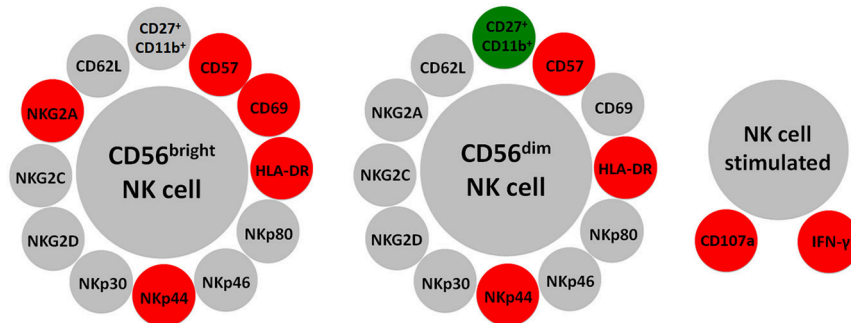 CD27⁺
CD11b⁺
CD62L
CD57
NKG2A
CD69
CD56ᵇʳⁱᵍʰᵗ
NK cell
NKG2C
HLA-DR
NKG2D
NKp80
NKp30
NKp46
NKp44
CD27⁺
CD11b⁺
CD62L
CD57
NKG2A
CD69
CD56ᵈⁱᵐ
NK cell
NKG2C
HLA-DR
NKG2D
NKp80
NKp30
NKp46
NKp44
NK cell
stimulated
CD107a
IFN-γ